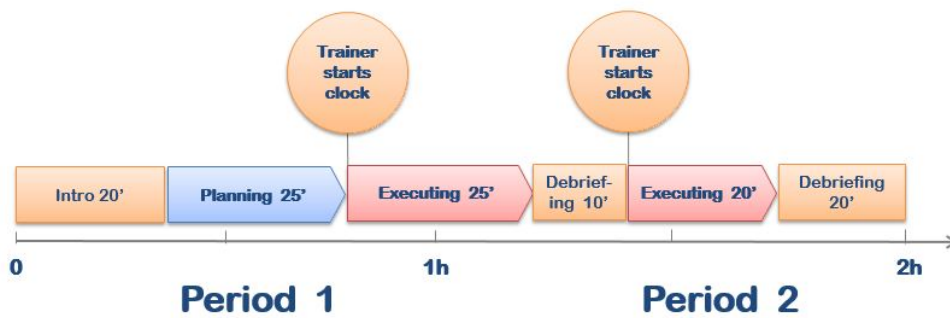 Trainer
starts
clock
Trainer
starts
clock
Intro 20’
Planning 25’
Executing 25’
Debrief-
ing 10’
Executing 20’
Debriefing
20’
0
1h
2h
Period 1
Period 2